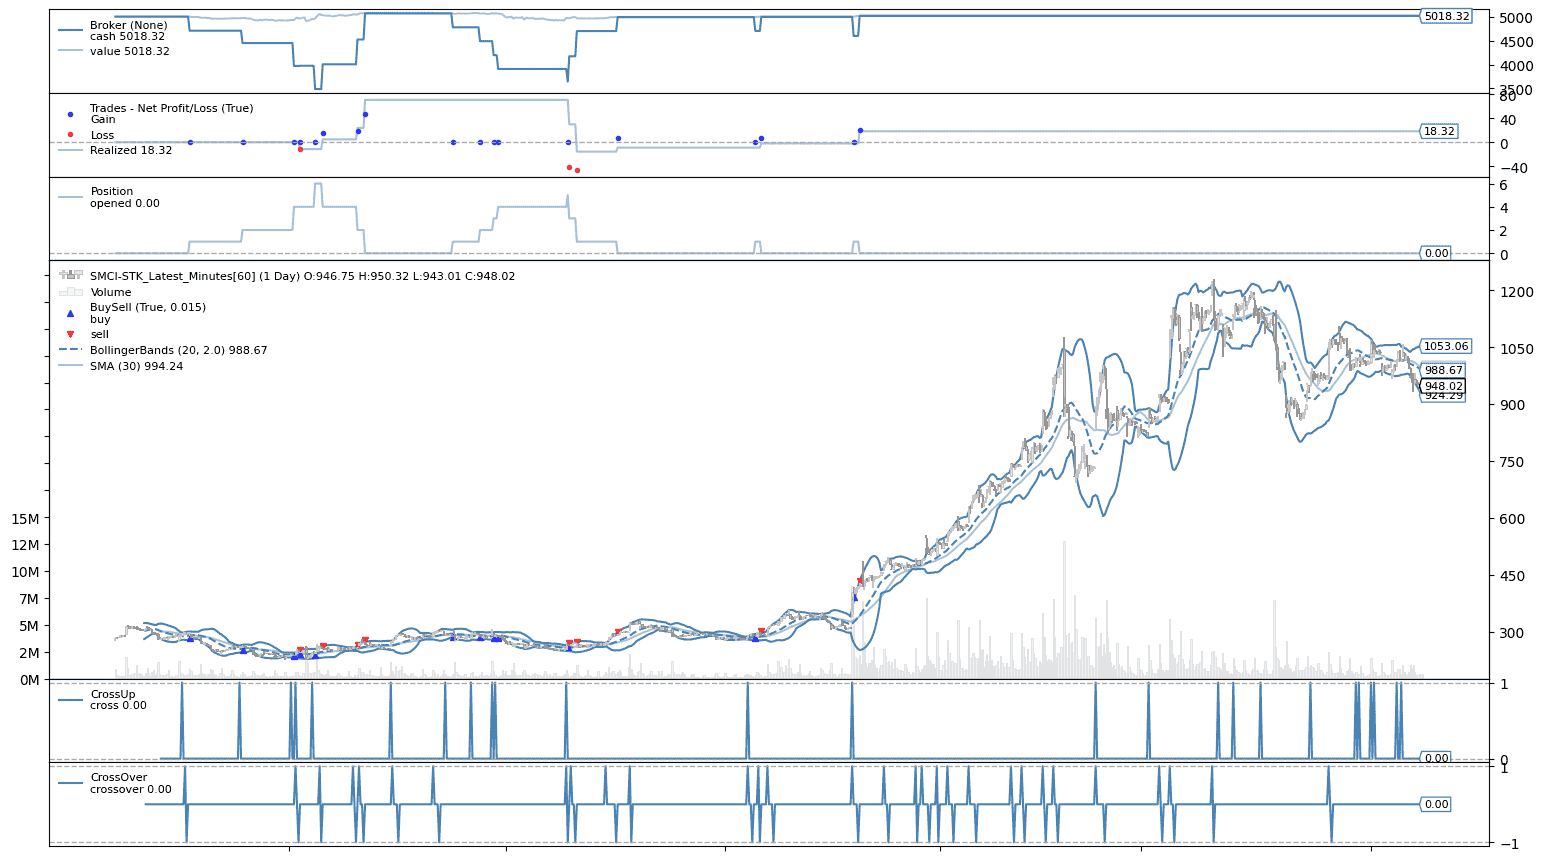 Broker (None)
cash 5018.32
value 5018.32
5018.32
5000
4500
4000
3500
Trades - Net Profit/Loss (True)
Gain
Loss
Realized 18.32
18.32
80
40
0
−40
Position
opened 0.00
0.00
6
4
2
0
SMCI-STK_Latest_Minutes[60] (1 Day) O:946.75 H:950.32 L:943.01 C:948.02
Volume
BuySell (True, 0.015)
buy
sell
BollingerBands (20, 2.0) 988.67
SMA (30) 994.24
1200
1050
900
750
600
450
300
1053.06
988.67
948.02
924.29
15M
12M
10M
7M
5M
2M
0M
CrossUp
cross 0.00
0.00
1
0
CrossOver
crossover 0.00
0.00
1
−1